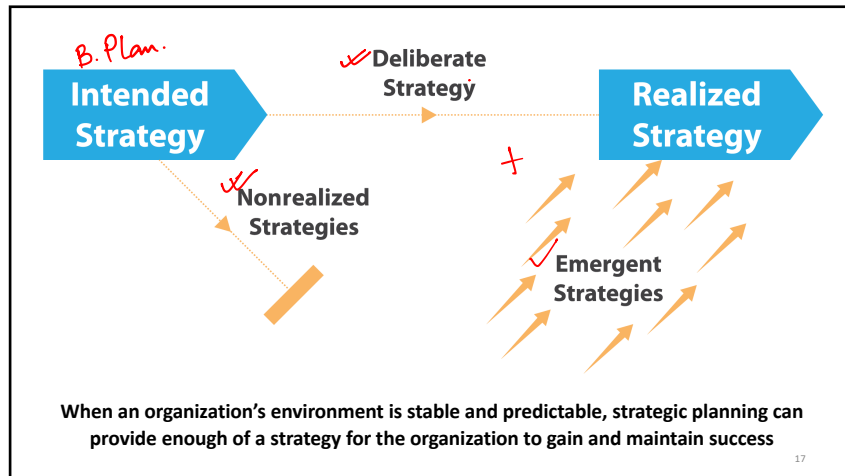 B. Plan.
Intended
Strategy
Deliberate
Strategy
Realized
Strategy
+
Nonrealized
Strategies
Emergent
Strategies
When an organization's environment is stable and predictable, strategic planning can
provide enough of a strategy for the organization to gain and maintain success
17